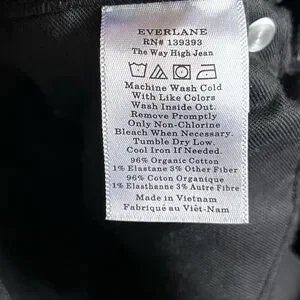 EVERLANE
RN# 139393
The Way High Jean
Machine Wash Cold
With Like Colors
Wash Inside Out.
Remove Promptly
Only Non-Chlorine
Bleach When Necessary.
Tumble Dry Low.
Cool Iron If Needed.
96% Organic Cotton
1% Elastane 3% Other Fiber
96% Coton Organique
1% Elasthanne 3% Autre Fibre
Made in Vietnam
Fabriqué au Việt-Nam